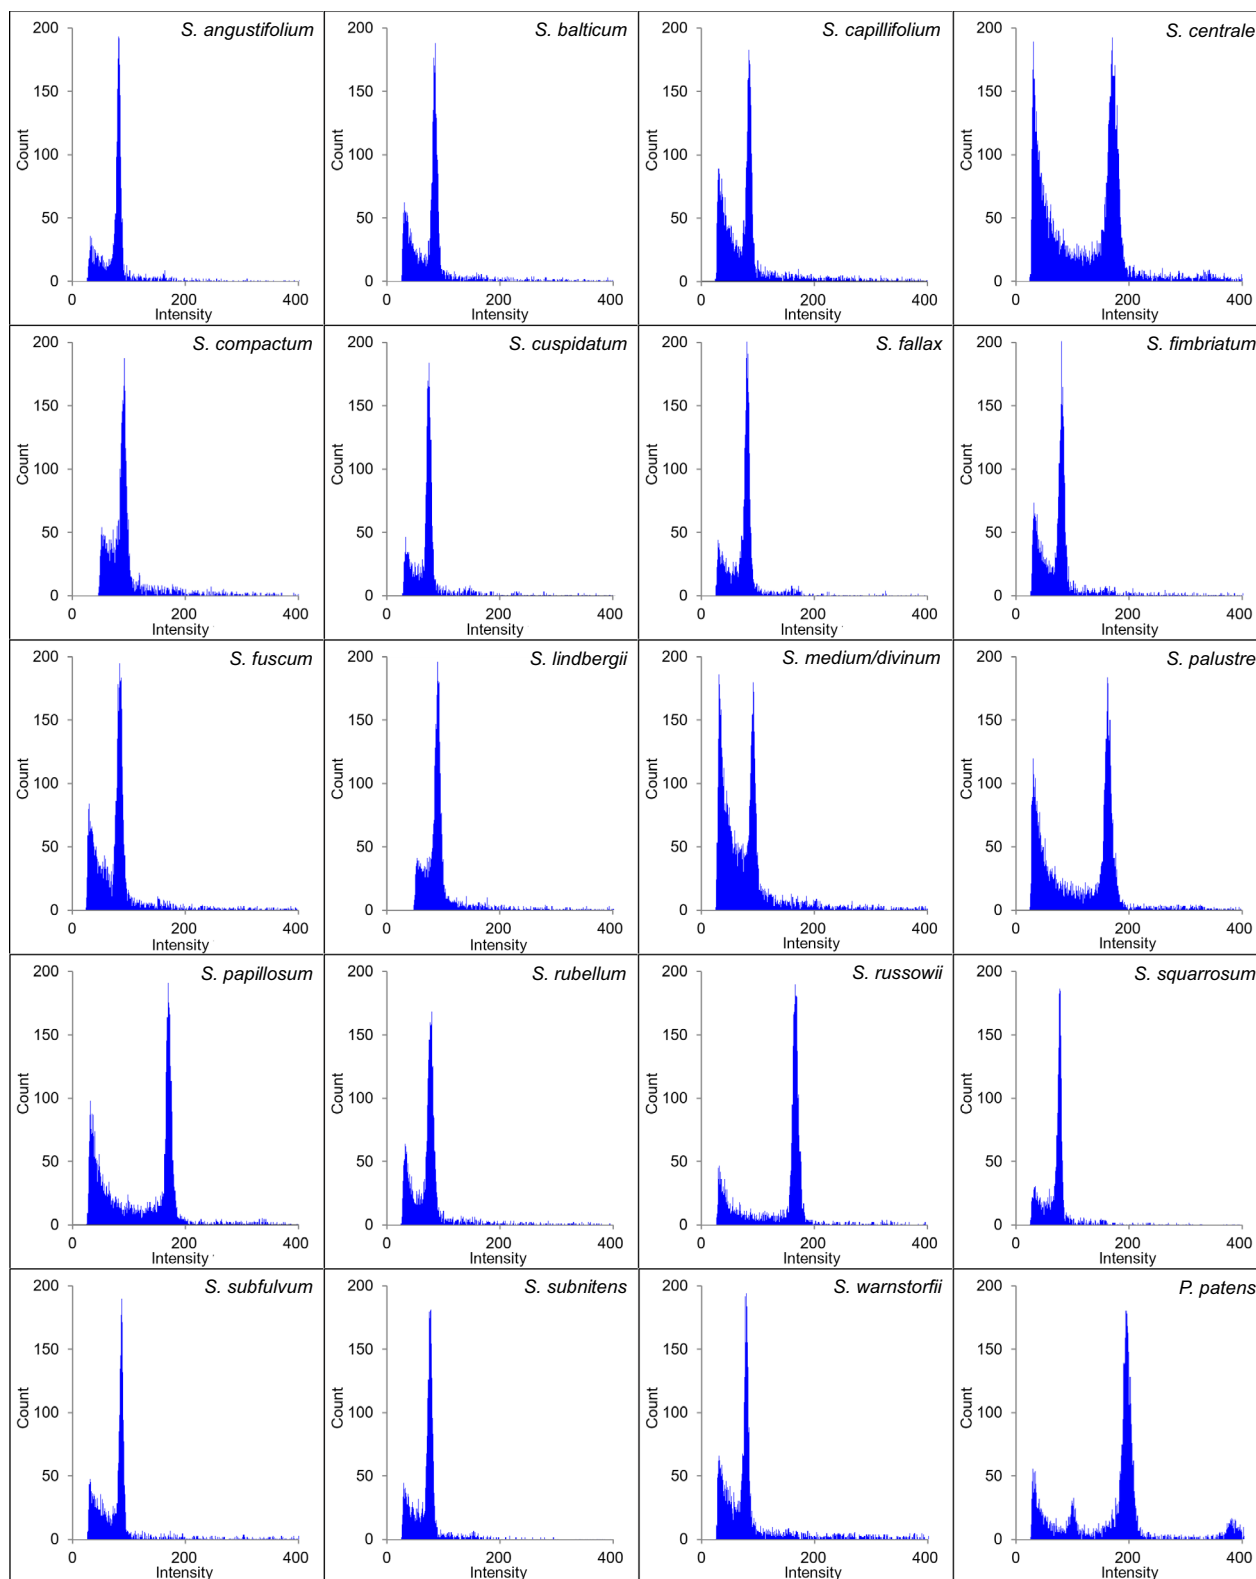 S. angustifolium
200
150
100
50
0
Count
0 200 400
Intensity
S. balticum
200
150
100
50
0
Count
0 200 400
Intensity
S. capillifolium
200
150
100
50
0
Count
0 200 400
Intensity
S. centrale
200
150
100
50
0
Count
0 200 400
Intensity
S. compactum
200
150
100
50
0
Count
0 200 400
Intensity
S. cuspidatum
200
150
100
50
0
Count
0 200 400
Intensity
S. fallax
200
150
100
50
0
Count
0 200 400
Intensity
S. fimbriatum
200
150
100
50
0
Count
0 200 400
Intensity
S. fuscum
200
150
100
50
0
Count
0 200 400
Intensity
S. lindbergii
200
150
100
50
0
Count
0 200 400
Intensity
S. medium/divinum
200
150
100
50
0
Count
0 200 400
Intensity
S. palustre
200
150
100
50
0
Count
0 200 400
Intensity
S. papillosum
200
150
100
50
0
Count
0 200 400
Intensity
S. rubellum
200
150
100
50
0
Count
0 200 400
Intensity
S. russowii
200
150
100
50
0
Count
0 200 400
Intensity
S. squarrosum
200
150
100
50
0
Count
0 200 400
Intensity
S. subfulvum
200
150
100
50
0
Count
0 200 400
Intensity
S. subnitens
200
150
100
50
0
Count
0 200 400
Intensity
S. warnstorfii
200
150
100
50
0
Count
0 200 400
Intensity
P. patens
200
150
100
50
0
Count
0 200 400
Intensity